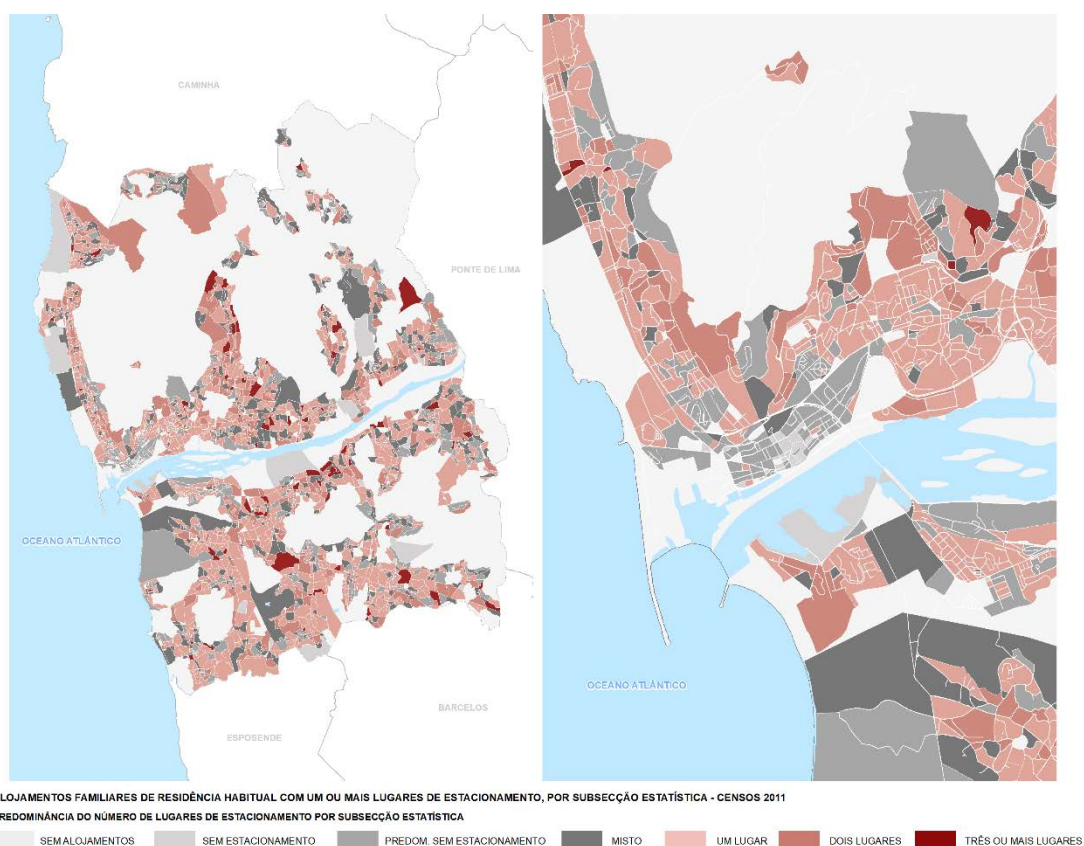 CAMINHA
PONTE DE LIMA
OCEANO ATLÂNTICO
BARCELOS
ESPOSENDE
OCEANO ATLÂNTICO
LOJAMENTOS FAMILIARES DE RESIDÊNCIA HABITUAL COM UM OU MAIS LUGARES DE ESTACIONAMENTO, POR SUBSECÇÃO ESTATÍSTICA - CENSOS 2011
REDOMINÂNCIA DO NÚMERO DE LUGARES DE ESTACIONAMENTO POR SUBSECÇÃO ESTATÍSTICA
SEM ALOJAMENTOS SEM ESTACIONAMENTO PREDOM. SEM ESTACIONAMENTO MISTO UM LUGAR DOIS LUGARES TRÊS OU MAIS LUGARES